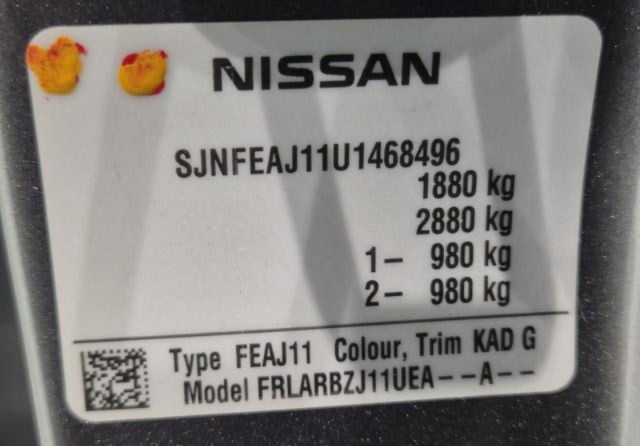 NISSAN
SJNFEAJ11U1468496
1880 kg
2880 kg
1– 980 kg
2– 980 kg
Type FEAJ11 Colour, Trim KAD G
Model FRLARBZJ11UEA--A--